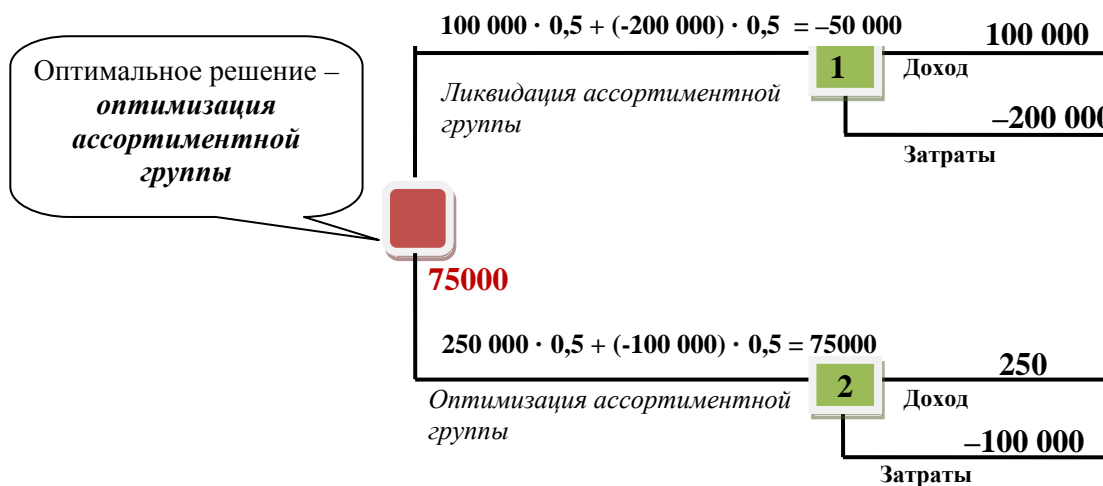 100 000 · 0,5 + (-200 000) · 0,5 = –50 000
100 000
Оптимальное решение –
оптимизация
ассортиментной
группы
Ликвидация ассортиментной
группы
1
Доход
–200 000
Затраты
75000
250 000 · 0,5 + (-100 000) · 0,5 = 75000
250
Оптимизация ассортиментной
группы
2
Доход
–100 000
Затраты